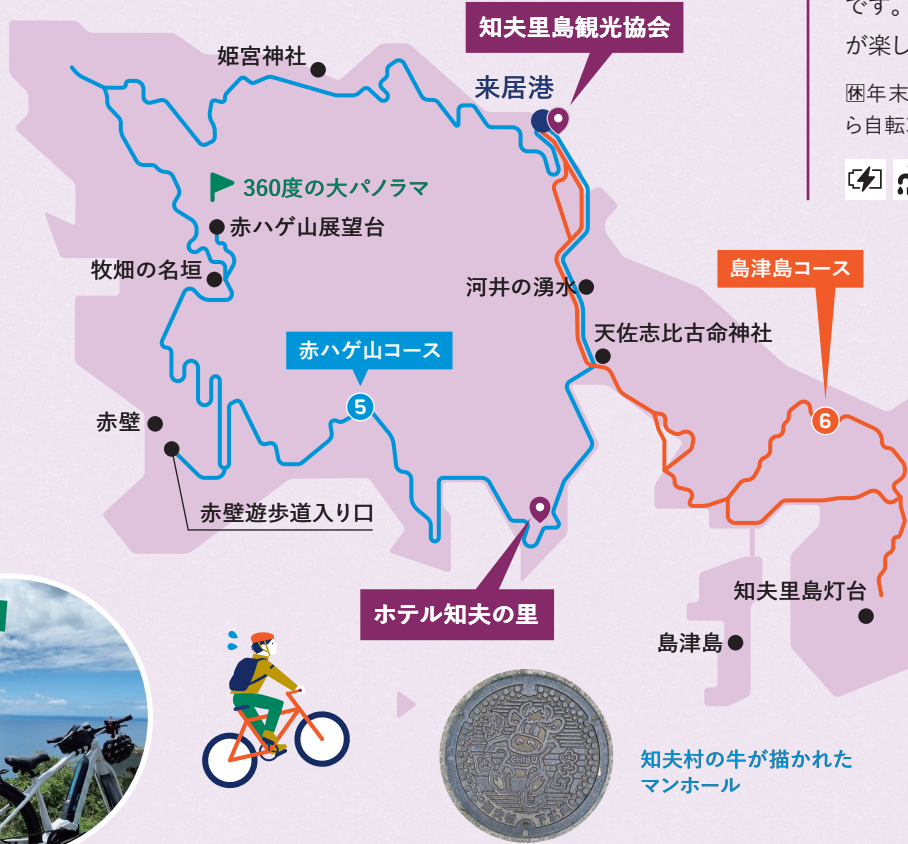 です。
が楽し
知夫里島観光協会
姫宮神社
来居港
休年末
ら自転
360度の大パノラマ
赤ハゲ山展望台
牧畑の名垣
河井の湧水
島津島コース
天佐志比古命神社
赤ハゲ山コース
5
6
赤壁
赤壁遊歩道入り口
知夫里島灯台
ホテル知夫の里
島津島
知夫村の牛が描かれた
マンホール